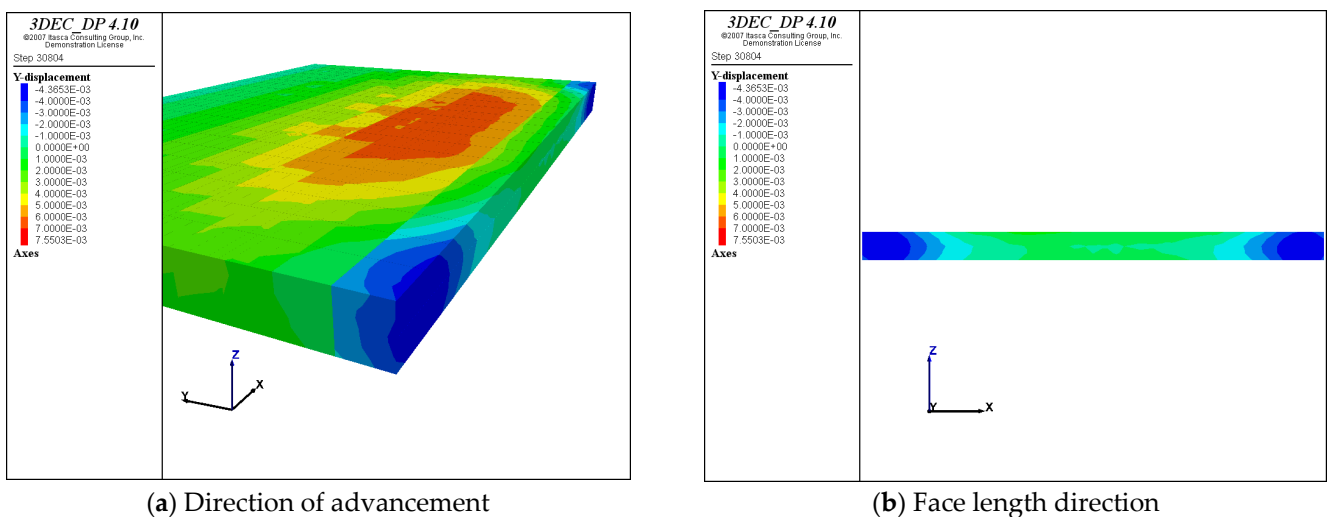 3DEC_DP 4.10
©2007 Itasca Consulting Group, Inc.
Demonstration License
Step 30804
Y-displacement
-4.3653E-03
-4.0000E-03
-3.0000E-03
-2.0000E-03
-1.0000E-03
0.0000E+00
1.0000E-03
2.0000E-03
3.0000E-03
4.0000E-03
5.0000E-03
6.0000E-03
7.0000E-03
7.5503E-03
Axes
Z
X
Y
(a) Direction of advancement
3DEC_DP 4.10
©2007 Itasca Consulting Group, Inc.
Demonstration License
Step 30804
Y-displacement
-4.3653E-03
-4.0000E-03
-3.0000E-03
-2.0000E-03
-1.0000E-03
0.0000E+00
1.0000E-03
2.0000E-03
3.0000E-03
4.0000E-03
5.0000E-03
6.0000E-03
7.0000E-03
7.5503E-03
Axes
Z
Y X
(b) Face length direction